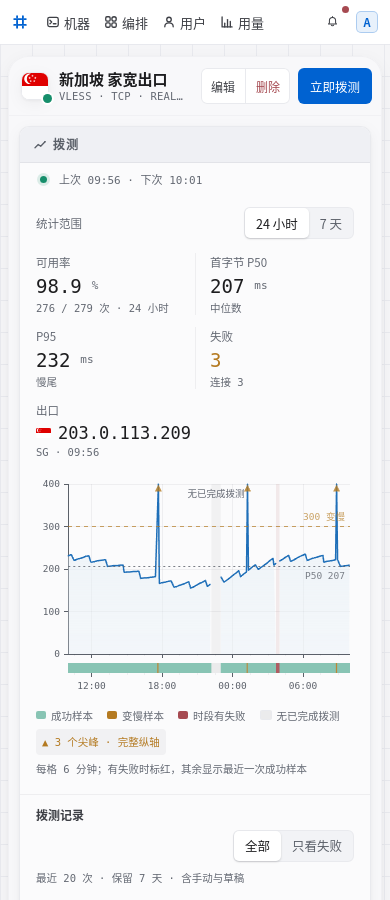 机器 编排 用户 用量 A
新加坡 家宽出口
VLESS · TCP · REAL…
编辑 删除 立即拨测
拨测
上次 09:56 · 下次 10:01
统计范围 24 小时 7 天
可用率 首字节 P50
98.9 % 207 ms
276 / 279 次 · 24 小时 中位数
P95 失败
232 ms 3
慢尾 连接 3
出口
203.0.113.209
SG · 09:56
400 无已完成拨测
300 300 变慢
200 P50 207
100
0
12:00 18:00 00:00 06:00
成功样本 变慢样本 时段有失败 无已完成拨测
▲ 3 个尖峰 · 完整纵轴
每格 6 分钟; 有失败时标红, 其余显示最近一次成功样本
拨测记录
全部 只看失败
最近 20 次 · 保留 7 天 · 含手动与草稿